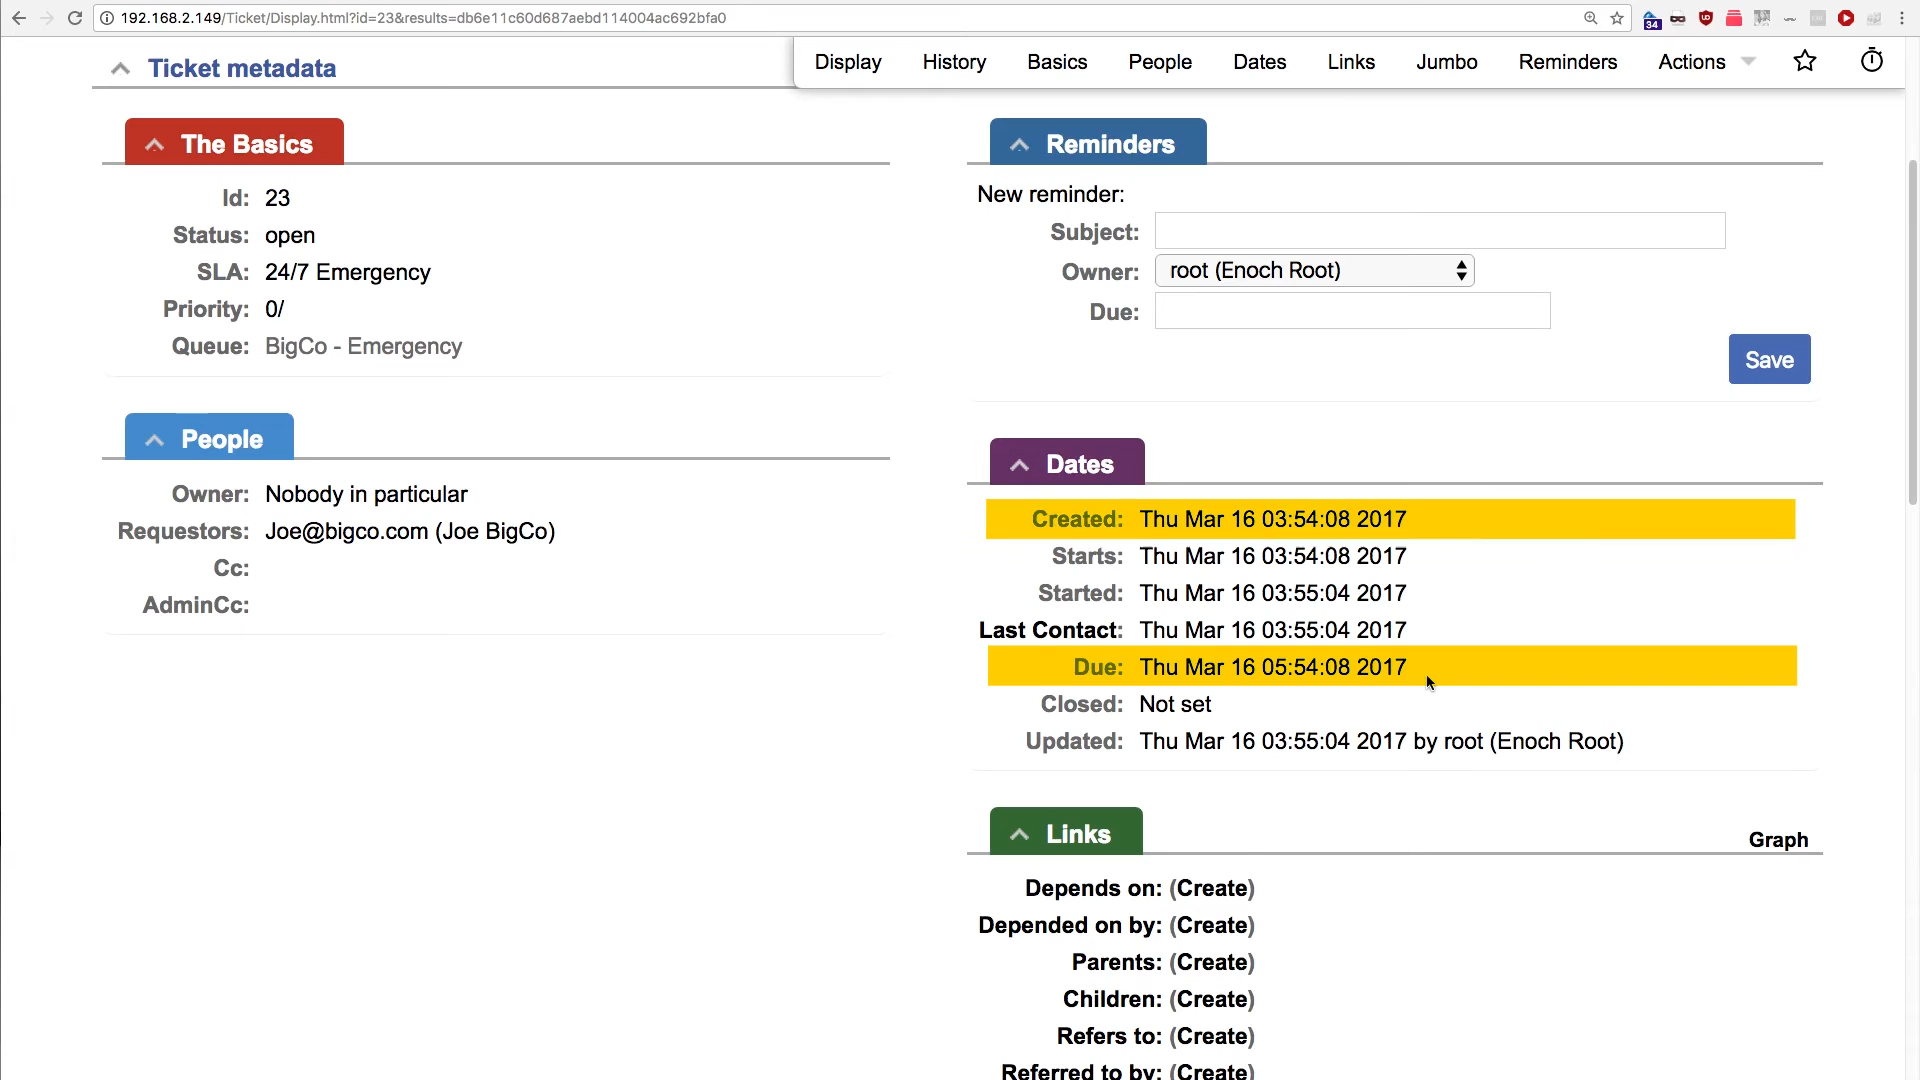 192.168.2.149/Ticket/Display.html?id=23&results=db6e11c60d687aebd114004ac692bfa0
34
Ticket metadata
Display History Basics People Dates Links Jumbo Reminders Actions
The Basics
Id: 23
Status: open
SLA: 24/7 Emergency
Priority: 0/
Queue: BigCo - Emergency
People
Owner: Nobody in particular
Requestors: Joe@bigco.com (Joe BigCo)
Cc:
AdminCc:
Reminders
New reminder:
Subject:
Owner: root (Enoch Root)
Due:
Save
Dates
Created: Thu Mar 16 03:54:08 2017
Starts: Thu Mar 16 03:54:08 2017
Started: Thu Mar 16 03:55:04 2017
Last Contact: Thu Mar 16 03:55:04 2017
Due: Thu Mar 16 05:54:08 2017
Closed: Not set
Updated: Thu Mar 16 03:55:04 2017 by root (Enoch Root)
Links
Graph
Depends on: (Create)
Depended on by: (Create)
Parents: (Create)
Children: (Create)
Refers to: (Create)
Referred to by: (Create)